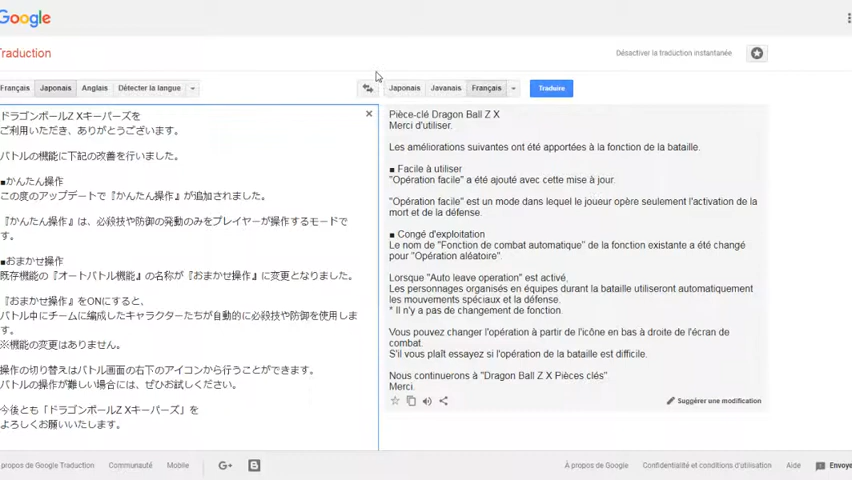 Google
Traduction
Désactiver la traduction instantanée
Français Japonais Anglais Détecter la langue
Japonais Javanais Français Traduire
ドラゴンボールZ Xキーパーズを
ご利用いただき、ありがとうございます。
バトルの機能に下記の改善を行いました。
■かんたん操作
この度のアップデートで『かんたん操作』が追加されました。
『かんたん操作』は、必殺技や防御の発動のみをプレイヤーが操作するモードで
す。
■おまかせ操作
既存機能の『オートバトル機能』の名称が『おまかせ操作』に変更となりました。
『おまかせ操作』をONにすると、
バトル中にチームに編成したキャラクターたちが自動的に必殺技や防御を使用しま
す。
※機能の変更はありません。
操作の切り替えはバトル画面の右下のアイコンから行うことができます。
バトルの操作が難しい場合には、ぜひお試しください。
今後とも「ドラゴンボールZ Xキーパーズ」を
よろしくお願いいたします。
Pièce-clé Dragon Ball Z X
Merci d'utiliser.
Les améliorations suivantes ont été apportées à la fonction de la bataille.
■ Facile à utiliser
"Opération facile" a été ajouté avec cette mise à jour.
"Opération facile" est un mode dans lequel le joueur opère seulement l'activation de la
mort et de la défense.
■ Congé d'exploitation
Le nom de "Fonction de combat automatique" de la fonction existante a été changé
pour "Opération aléatoire".
Lorsque "Auto leave operation" est activé,
Les personnages organisés en équipes durant la bataille utiliseront automatiquement
les mouvements spéciaux et la défense.
* Il n'y a pas de changement de fonction.
Vous pouvez changer l'opération à partir de l'icône en bas à droite de l'écran de
combat.
S'il vous plaît essayez si l'opération de la bataille est difficile.
Nous continuerons à "Dragon Ball Z X Pièces clés"
Merci.
Suggérer une modification
propos de Google Traduction Communauté Mobile G+ À propos de Google Confidentialité et conditions d'utilisation Aide Envoye